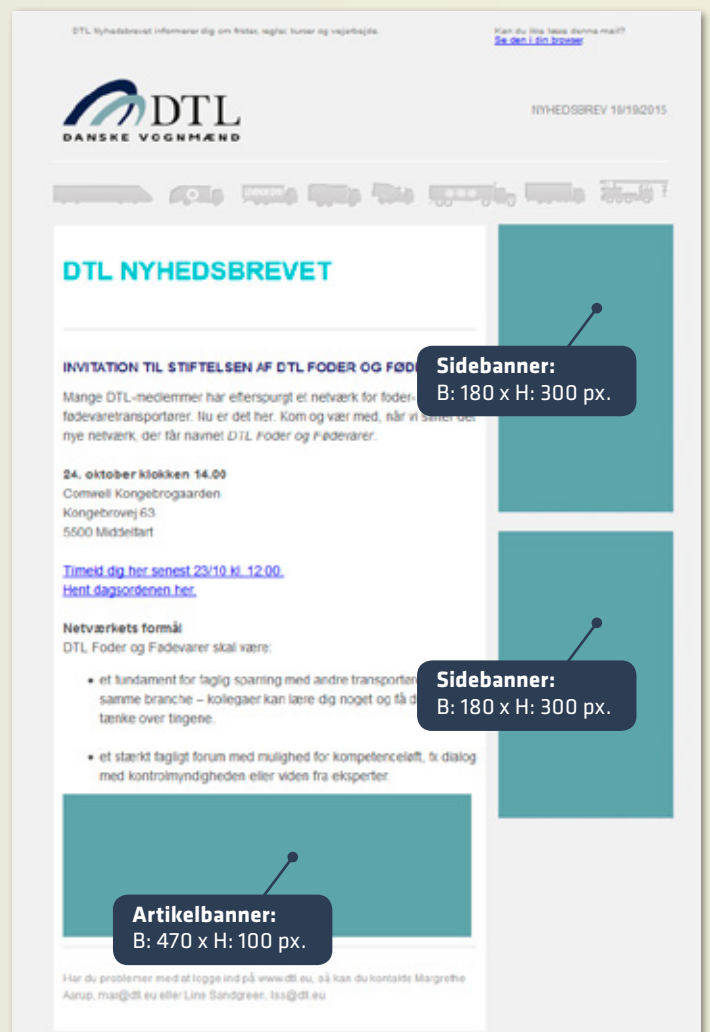 DTL Nyhedsbrevet informerer dig om frister, regler, kurser og vejarbejde.
Kan du ikke læse denne mail?
Se den i din browser
DTL
DANSKE VOGNMÆND
NYHEDSBREV 18/19/2015
DTL NYHEDSBREVET
INVITATION TIL STIFTELSEN AF DTL FODER OG
Mange DTL-medlemmer har efterspurgt et netværk for foder-
fødevaretransportører. Nu er det her. Kom og vær med, når vi
nye netværk, der får navnet DTL Foder og Fødevarer.
24. oktober klokken 14.00
Comwell Kongebrogaarden
Kongebrovej 63
5500 Middelfart
Tilmeld dig her senest 23/10 kl. 12.00.
Hent dagsordenen her.
Netværkets formål
DTL Foder og Fødevarer skal være:
• et fundament for faglig sparring med andre
samme branche – kollegaer kan lære dig noget og få
tænke over tingene.
• et stærkt fagligt forum med mulighed for kompetenceløft, fx dialog
med kontrolmyndigheden eller viden fra eksperter.
Sidebanner:
B: 180 x H: 300 px.
Sidebanner:
B: 180 x H: 300 px.
Artikelbanner:
B: 470 x H: 100 px.
Har du problemer med at logge ind på www.dtl.eu, så kan du kontakte Margrethe
Aarup, mar@dtl.eu eller Line Sandgreen, lss@dtl.eu